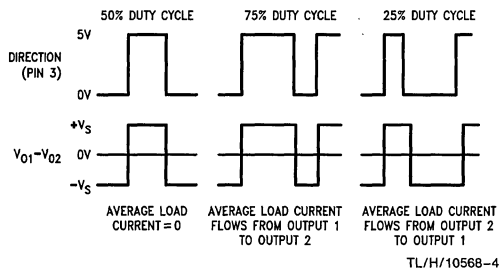 50% DUTY CYCLE
75% DUTY CYCLE
25% DUTY CYCLE
5V
DIRECTION
(PIN 3)
0V
+VS
VO1-VO2
0V
-VS
AVERAGE LOAD
CURRENT=0
AVERAGE LOAD CURRENT
FLOWS FROM OUTPUT 1
TO OUTPUT 2
AVERAGE LOAD CURRENT
FLOWS FROM OUTPUT 2
TO OUTPUT 1
TL/H/10568-4